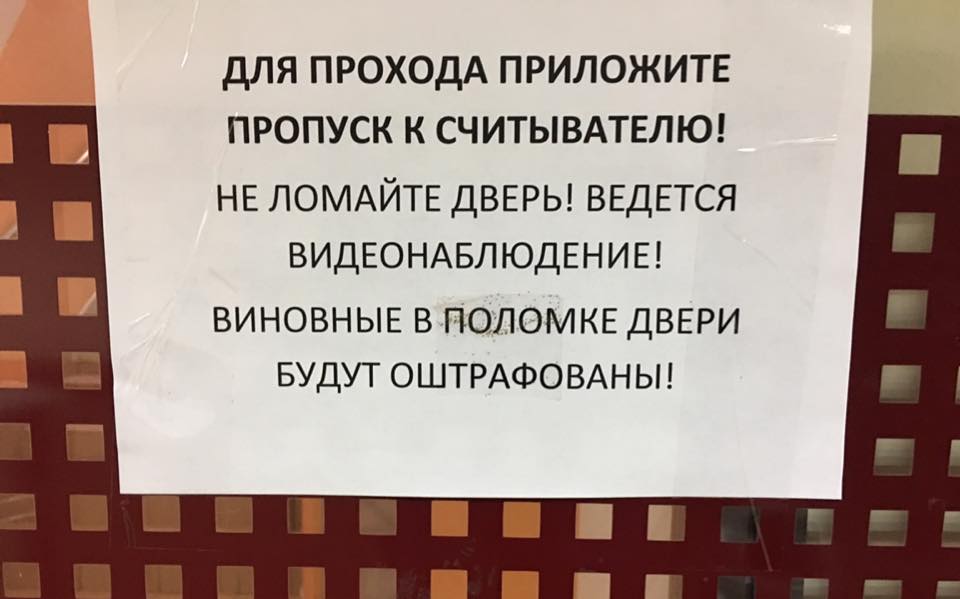 ДЛЯ ПРОХОДА ПРИЛОЖИТЕ
ПРОПУСК К СЧИТЫВАТЕЛЮ!
НЕ ЛОМАЙТЕ ДВЕРЬ! ВЕДЕТСЯ
ВИДЕОНАБЛЮДЕНИЕ!
ВИНОВНЫЕ В ПОЛОМКЕ ДВЕРИ
БУДУТ ОШТРАФОВАНЫ!